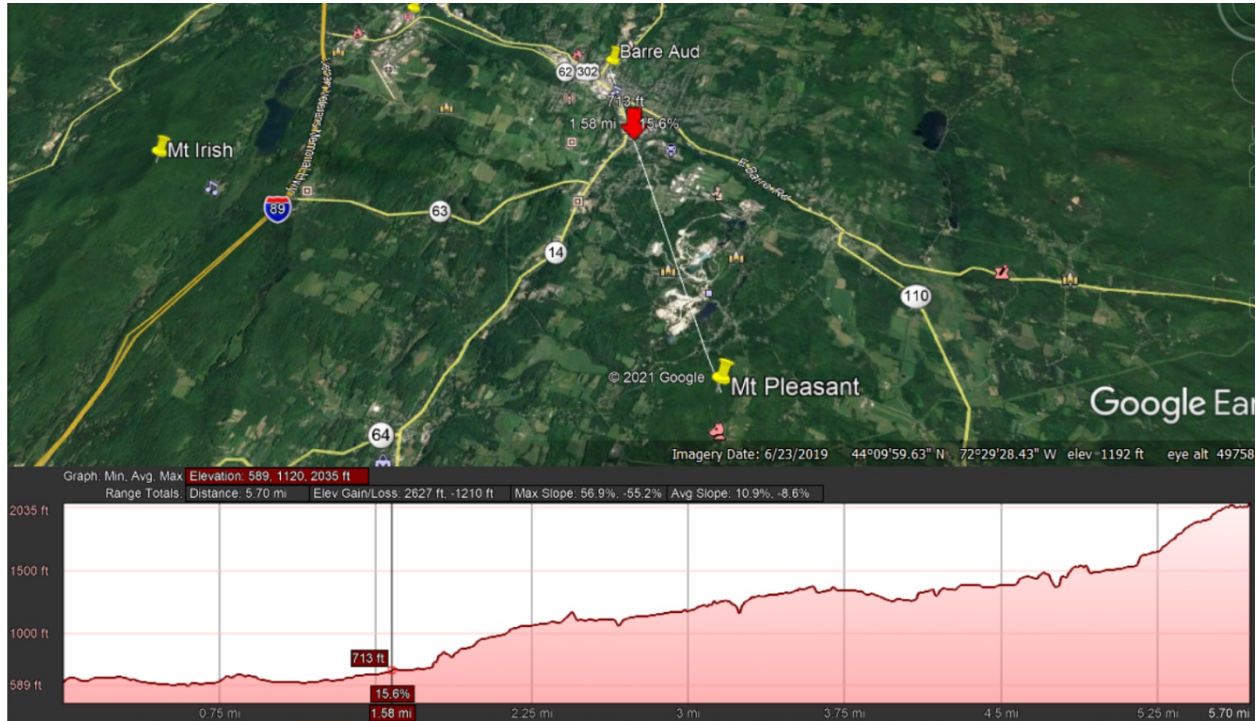 Barre Aud
62 302
713 ft
1.58 mi 15.6%
Mt Irish
E Barre Rd
89
63
14
110
© 2021 Google
Mt Pleasant
Google Ear
64
Imagery Date: 6/23/2019 44°09'59.63" N 72°29'28.43" W elev 1192 ft eye alt 49758
Graph: Min, Avg, Max Elevation: 589, 1120, 2035 ft
Range Totals: Distance: 5.70 mi Elev Gain/Loss: 2627 ft, -1210 ft Max Slope: 56.9%, -55.2% Avg Slope: 10.9%, -8.6%
2035 ft
1500 ft
1000 ft
713 ft
589 ft
15.6%
0.75 mi 1.58 mi 2.25 mi 3 mi 3.75 mi 4.5 mi 5.25 mi 5.70 mi